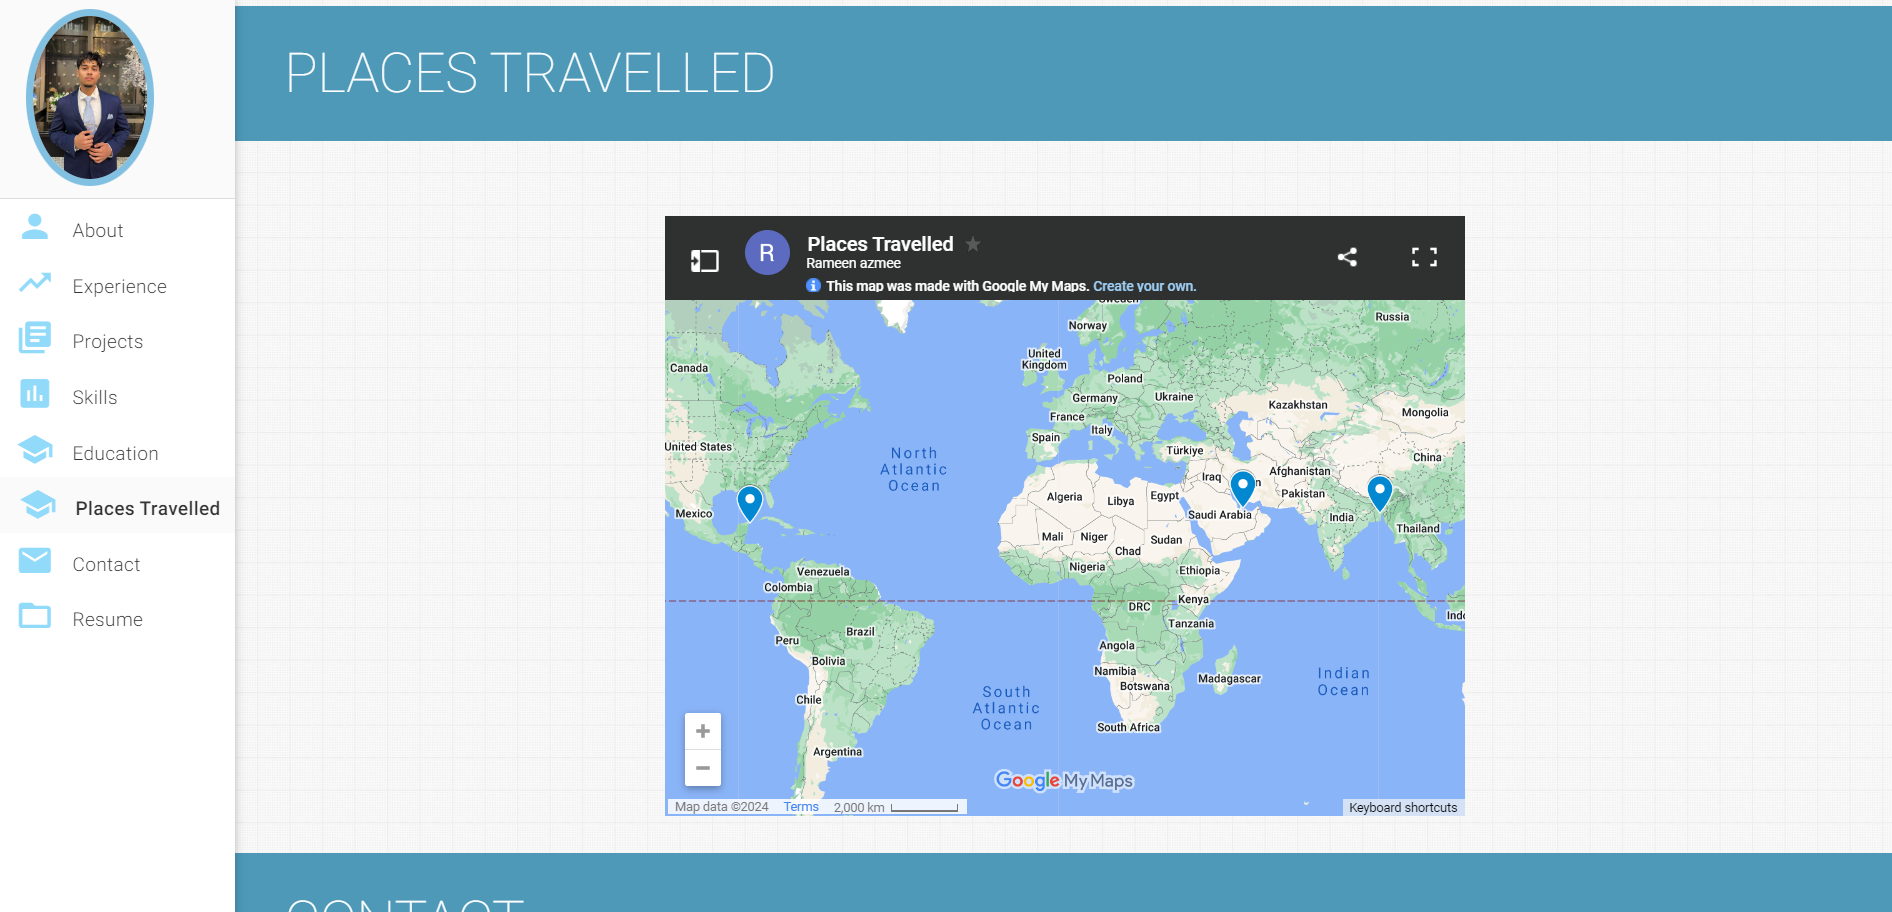 PLACES TRAVELLED
About
Experience
Projects
Skills
Education
Places Travelled
Contact
Resume
R
Places Travelled
Rameen azmee
This map was made with Google My Maps. Create your own.
Sweden
Russia
Norway
United
Kingdom
Canada
Poland
Germany
Ukraine
Kazakhstan
Mongolia
France
Italy
Spain
United States
North
Atlantic
Ocean
Türkiye
China
Iraq
Afghanistan
Pakistan
Algeria
Libya
Egypt
Mexico
Saudi Arabia
India
Thailand
Mali
Niger
Sudan
Chad
Nigeria
Ethiopia
Venezuela
Colombia
Kenya
DRC
Indo
Tanzania
Brazil
Peru
Angola
Bolivia
Namibia
Botswana
Madagascar
Indian
Ocean
Chile
South
Atlantic
Ocean
South Africa
Argentina
Google My Maps
Map data ©2024 Terms 2,000 km
Keyboard shortcuts
CONTACT